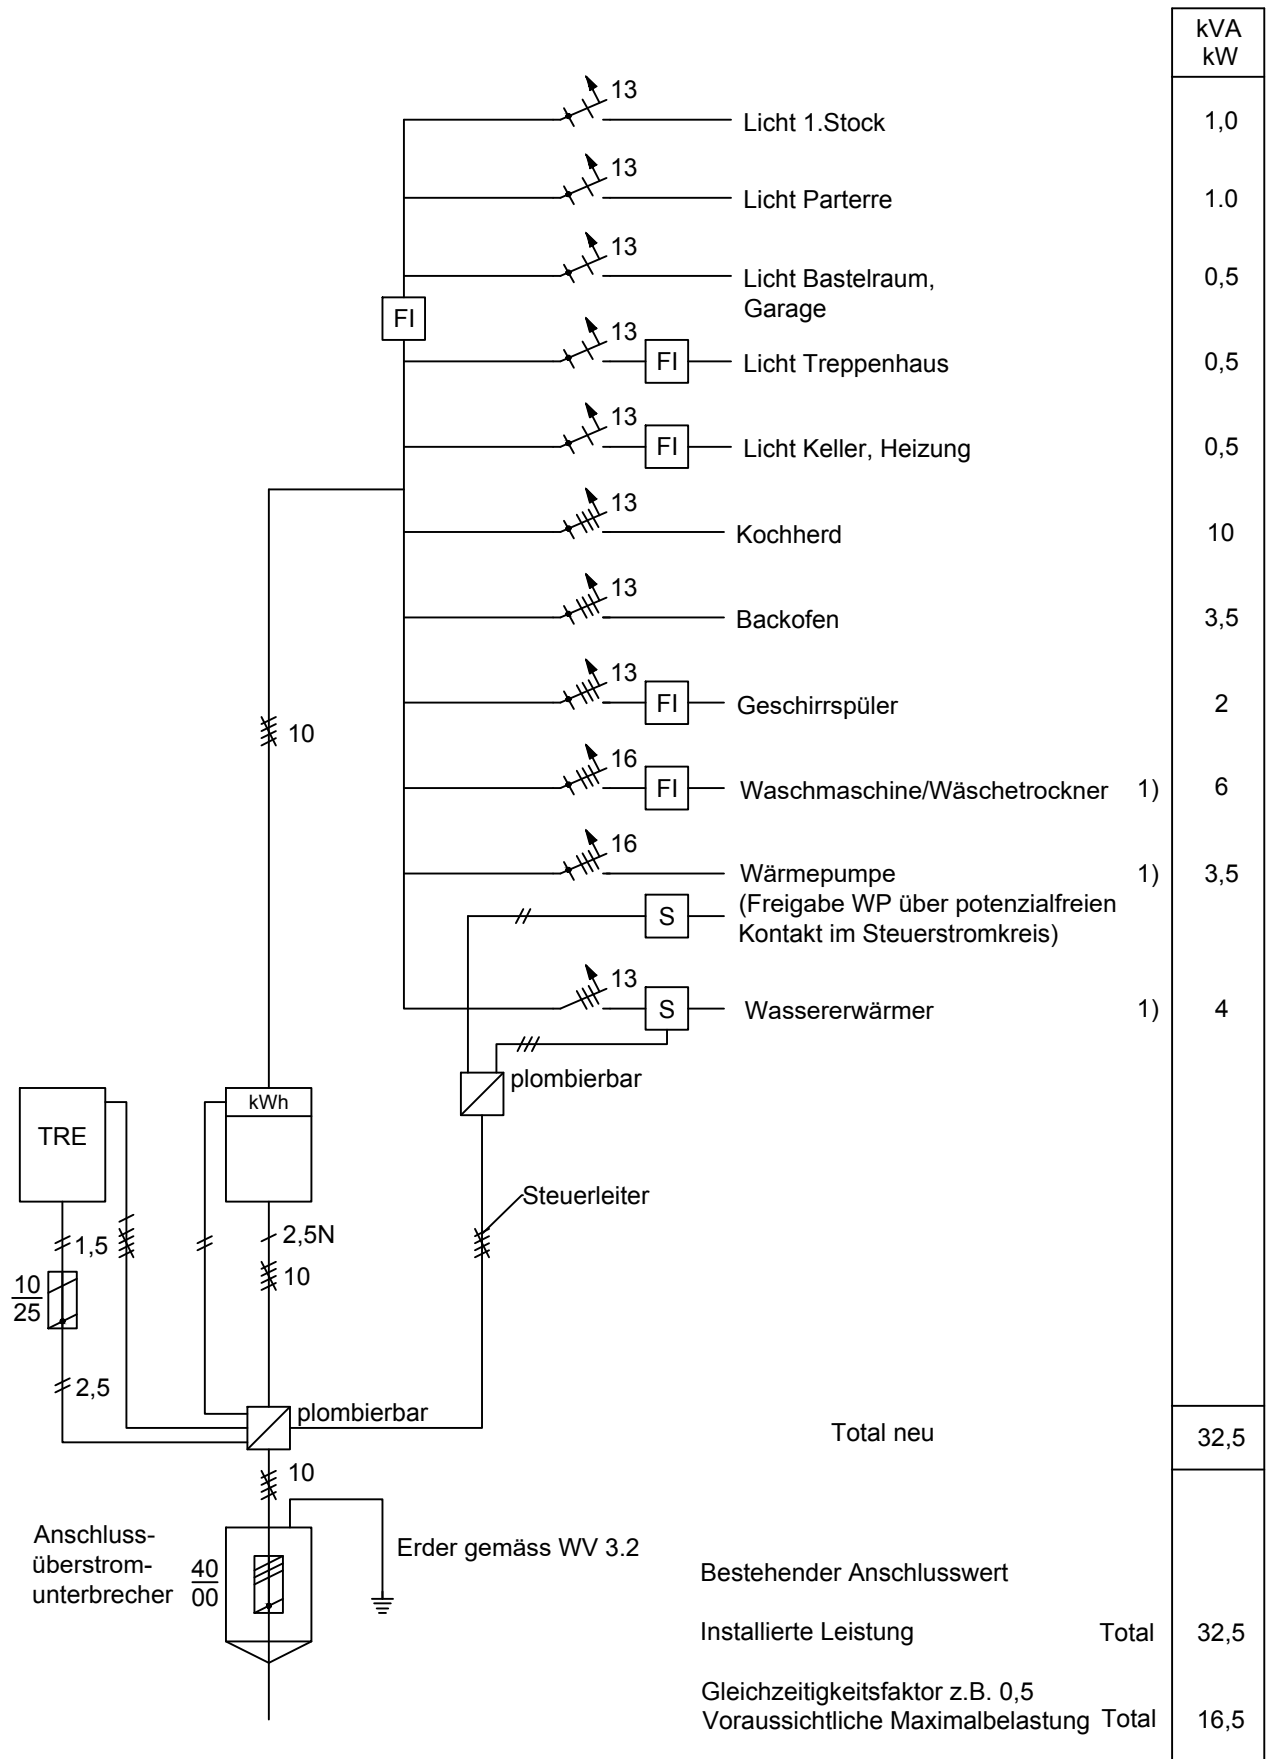 kVA
kW
13
Licht 1.Stock
1,0
13
Licht Parterre
1.0
13
Licht Bastelraum,
Garage
0,5
FI
13
FI
Licht Treppenhaus
0,5
13
FI
Licht Keller, Heizung
0,5
13
Kochherd
10
13
Backofen
3,5
13
FI
Geschirrspüler
2
10
16
FI
Waschmaschine/Wäschetrockner 1)
6
16
Wärmepumpe 1)
3,5
S
(Freigabe WP über potenzialfreien
Kontakt im Steuerstromkreis)
13
S
Wassererwärmer 1)
4
plombierbar
kWh
TRE
Steuerleiter
1,5
2,5N
10
10
25
2,5
plombierbar
Total neu
32,5
10
Anschluss-
überstrom-
unterbrecher
40
00
Erder gemäss WV 3.2
Bestehender Anschlusswert
Installierte Leistung Total
32,5
Gleichzeitigkeitsfaktor z.B. 0,5
Voraussichtliche Maximalbelastung Total
16,5